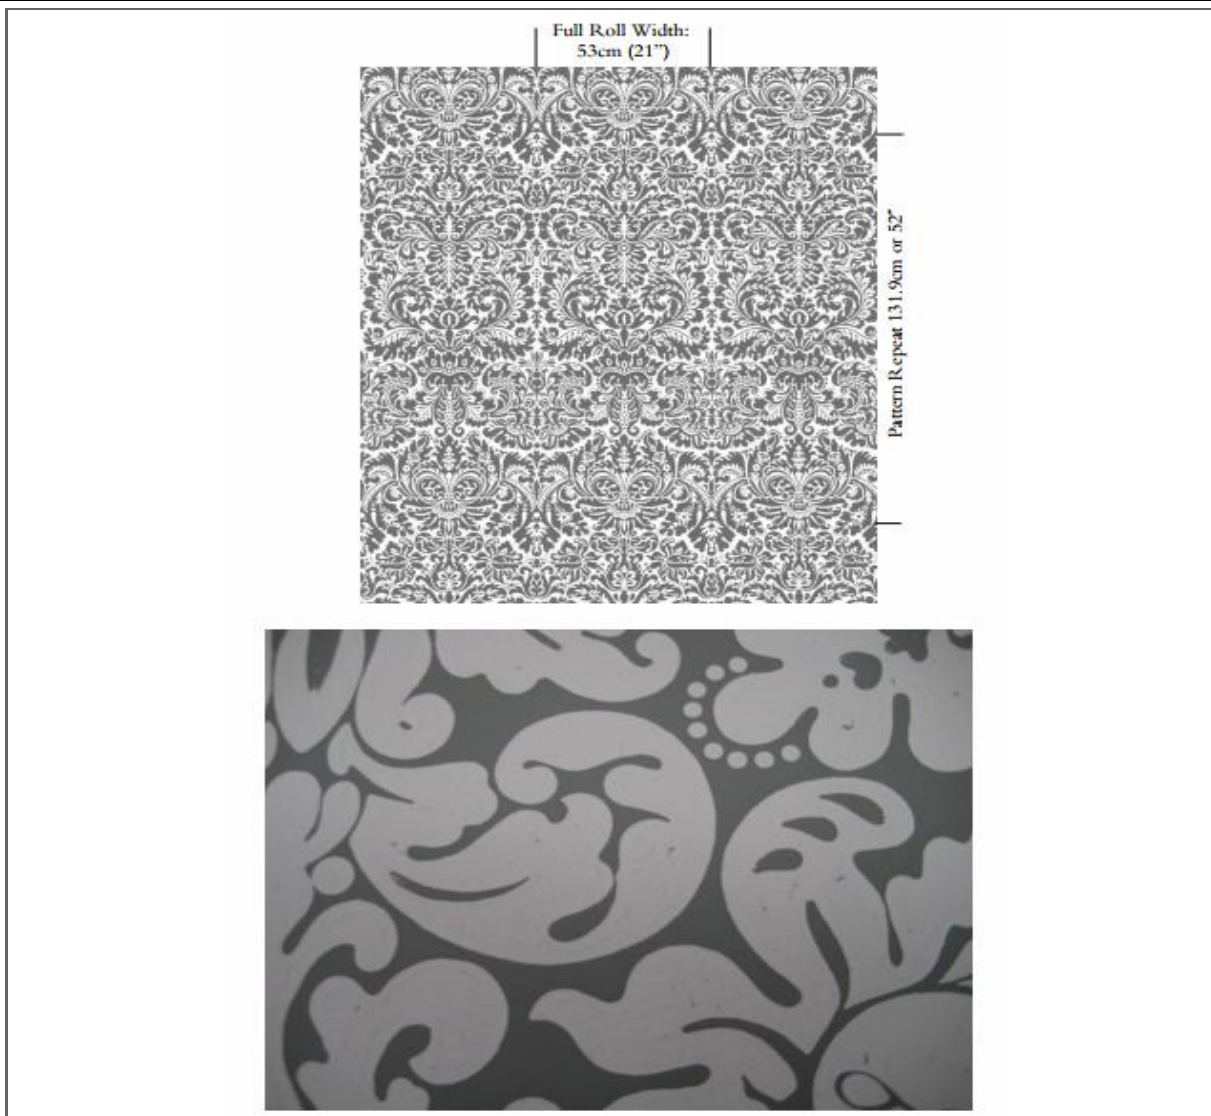 Full Roll Width:
53cm (21”)
Pattern Repeat 131.9cm or 52”